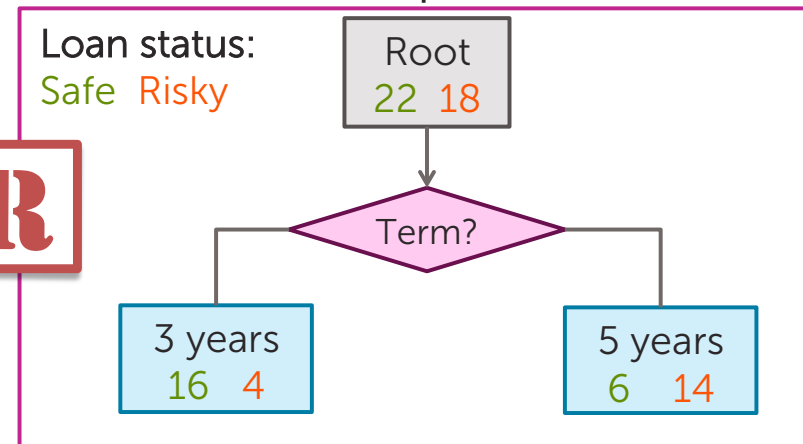 Loan status:
Safe Risky
Root
22 18
R
Term?
3 years
16 4
5 years
6 14